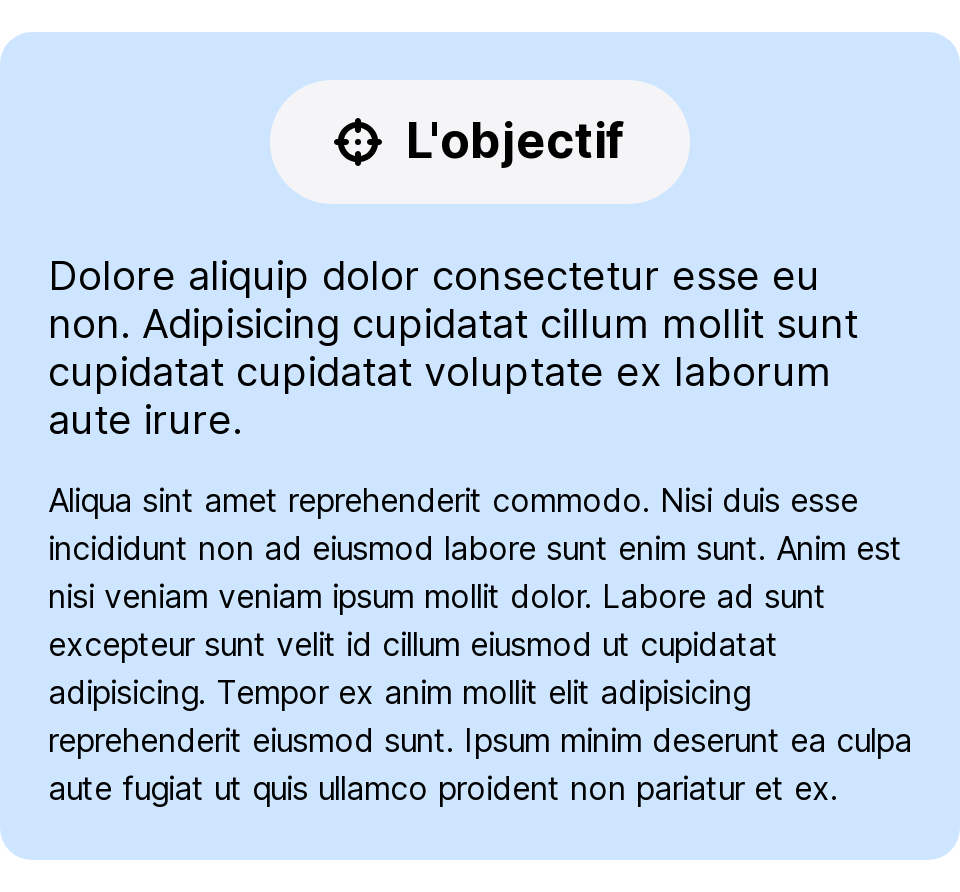 L'objectif
Dolore aliquip dolor consectetur esse eu
non. Adipisicing cupidatat cillum mollit sunt
cupidatat cupidatat voluptate ex laborum
aute irure.
Aliqua sint amet reprehenderit commodo. Nisi duis esse
incididunt non ad eiusmod labore sunt enim sunt. Anim est
nisi veniam veniam ipsum mollit dolor. Labore ad sunt
excepteur sunt velit id cillum eiusmod ut cupidatat
adipisicing. Tempor ex anim mollit elit adipisicing
reprehenderit eiusmod sunt. Ipsum minim deserunt ea culpa
aute fugiat ut quis ullamco proident non pariatur et ex.